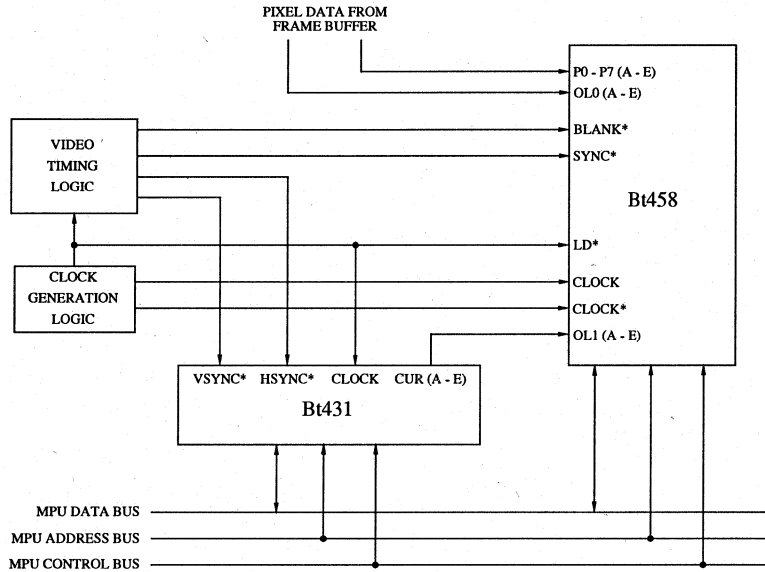 PIXEL DATA FROM
FRAME BUFFER
P0 - P7 (A - E)
OL0 (A - E)
BLANK*
SYNC*
Bt458
LD*
CLOCK
CLOCK*
OL1 (A - E)
VIDEO
TIMING
LOGIC
CLOCK
GENERATION
LOGIC
VSYNC* HSYNC* CLOCK CUR (A - E)
Bt431
MPU DATA BUS
MPU ADDRESS BUS
MPU CONTROL BUS